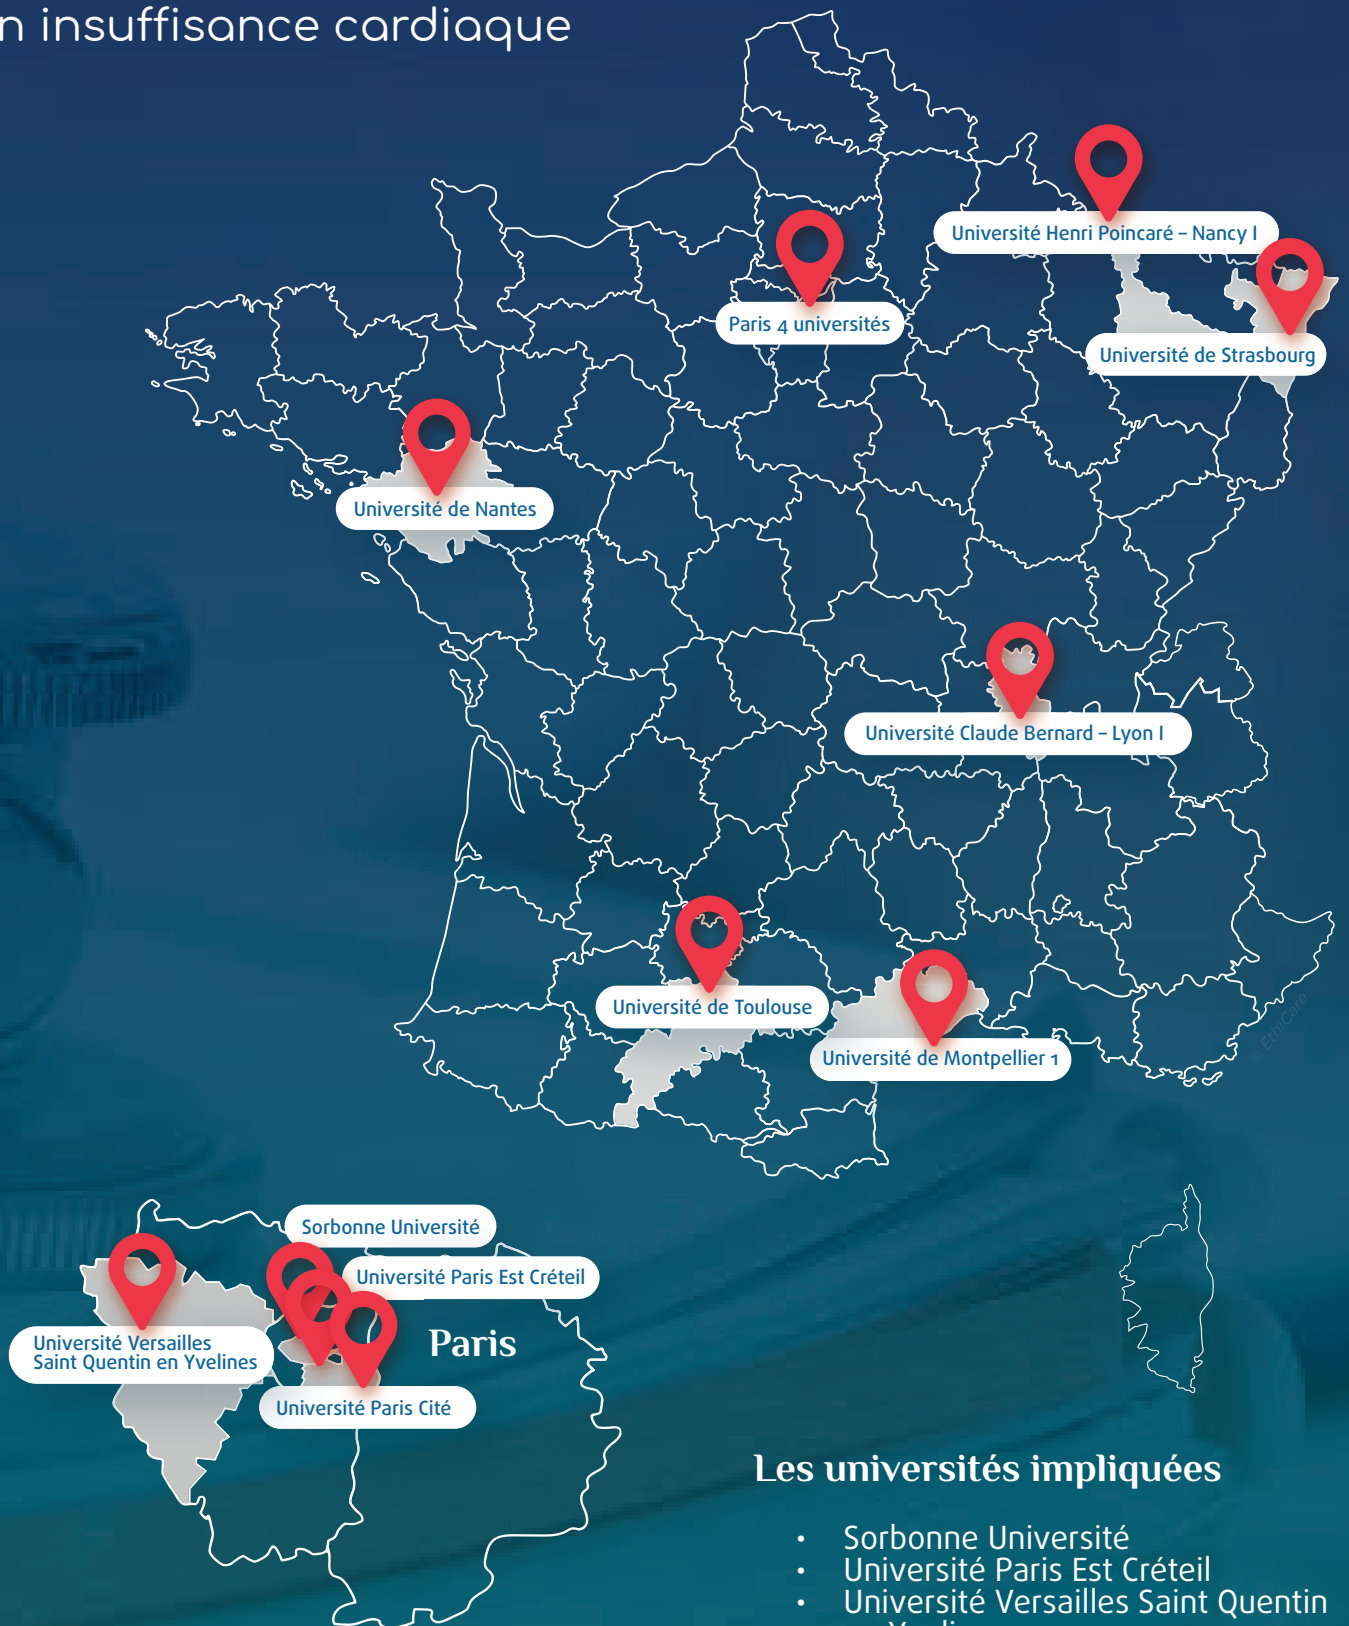 n insuffisance cardiaque
Université Henri Poincaré – Nancy I
Paris 4 universités
Université de Strasbourg
Université de Nantes
Université Claude Bernard – Lyon I
Université de Toulouse
Université de Montpellier 1
© EthiCare
Sorbonne Université
Université Paris Est Créteil
Paris
Université Versailles
Saint Quentin en Yvelines
Université Paris Cité
Les universités impliquées
• Sorbonne Université
• Université Paris Est Créteil
• Université Versailles Saint Quentin